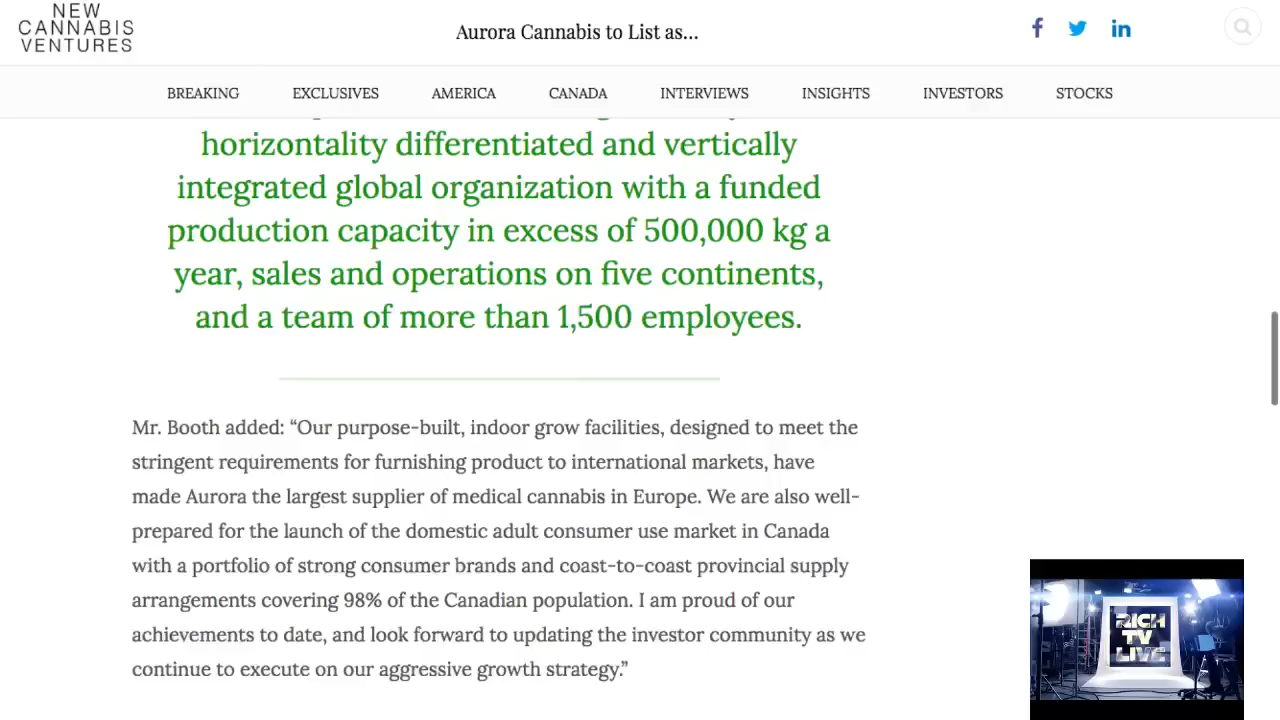 NEW
CANNABIS
VENTURES
Aurora Cannabis to List as...
BREAKING EXCLUSIVES AMERICA CANADA INTERVIEWS INSIGHTS INVESTORS STOCKS
horizontality differentiated and vertically
integrated global organization with a funded
production capacity in excess of 500,000 kg a
year, sales and operations on five continents,
and a team of more than 1,500 employees.
Mr. Booth added: “Our purpose-built, indoor grow facilities, designed to meet the
stringent requirements for furnishing product to international markets, have
made Aurora the largest supplier of medical cannabis in Europe. We are also well-
prepared for the launch of the domestic adult consumer use market in Canada
with a portfolio of strong consumer brands and coast-to-coast provincial supply
arrangements covering 98% of the Canadian population. I am proud of our
achievements to date, and look forward to updating the investor community as we
continue to execute on our aggressive growth strategy.”
RICH
TV
LIVE